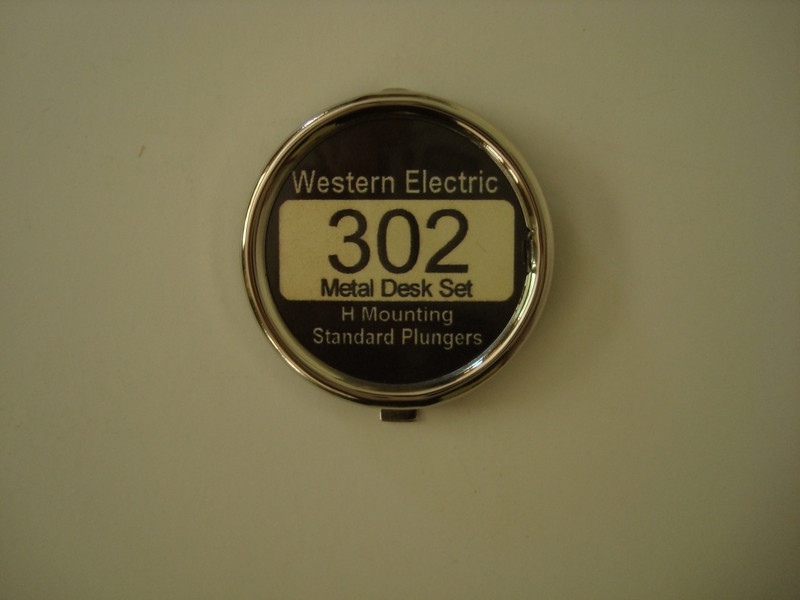 Western Electric
302
Metal Desk Set
H Mounting
Standard Plungers